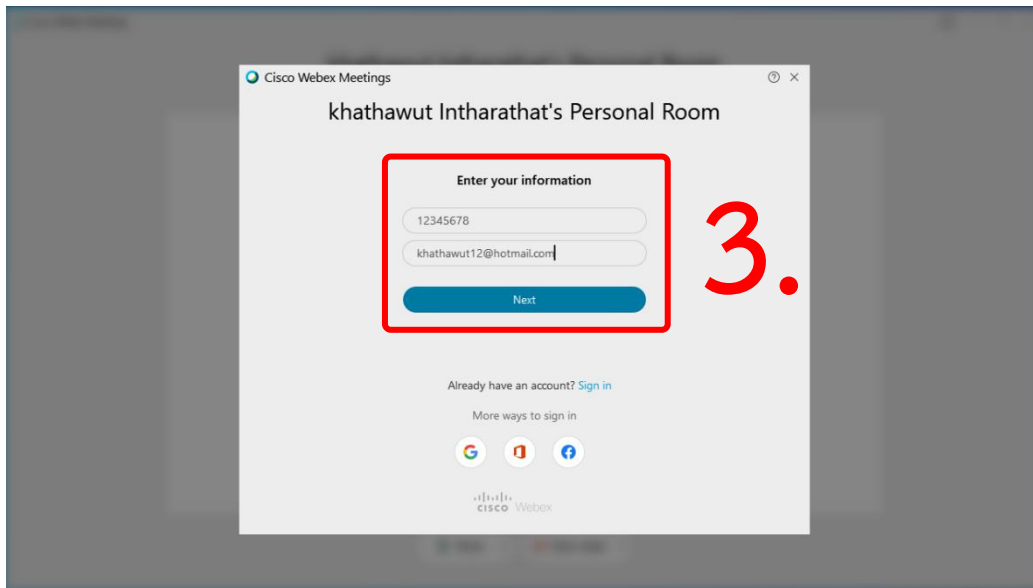 Cisco Webex Meetings
khathawut Intharathat's Personal Room
Enter your information
12345678
khathawut12@hotmail.com
Next
3.
Already have an account? Sign in
More ways to sign in
cisco Webex